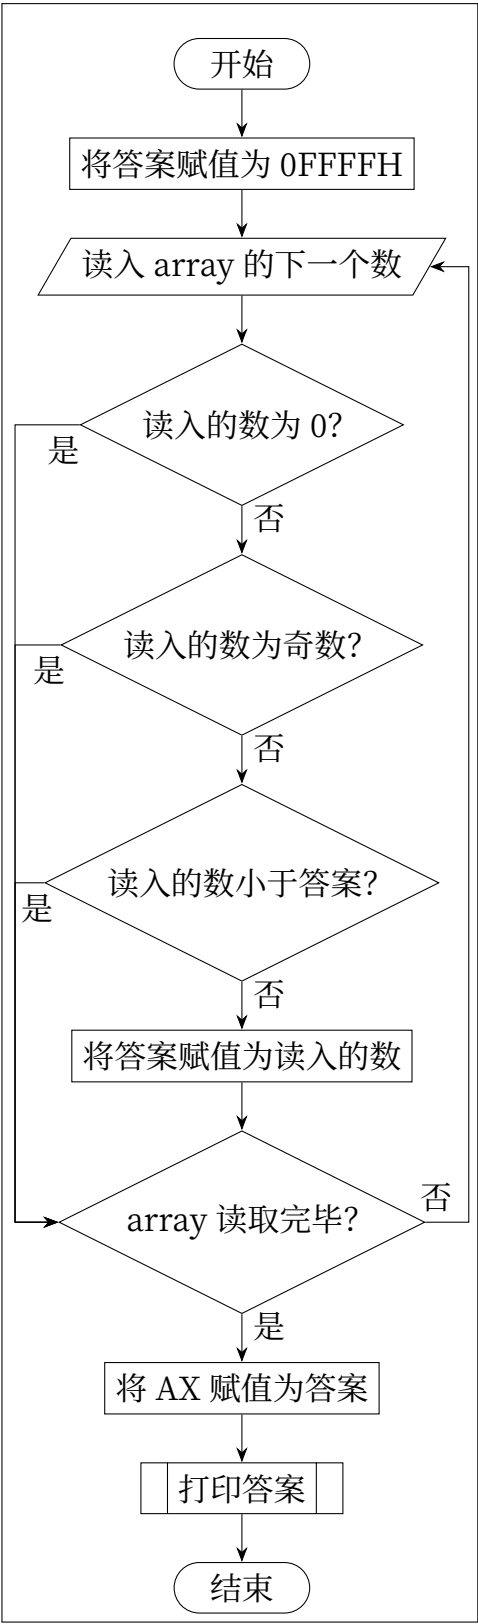 开始
将答案赋值为 0FFFFH
读入 array 的下一个数
读入的数为 0?
是
否
读入的数为奇数?
是
否
读入的数小于答案?
是
否
将答案赋值为读入的数
否
array 读取完毕?
是
将 AX 赋值为答案
打印答案
结束